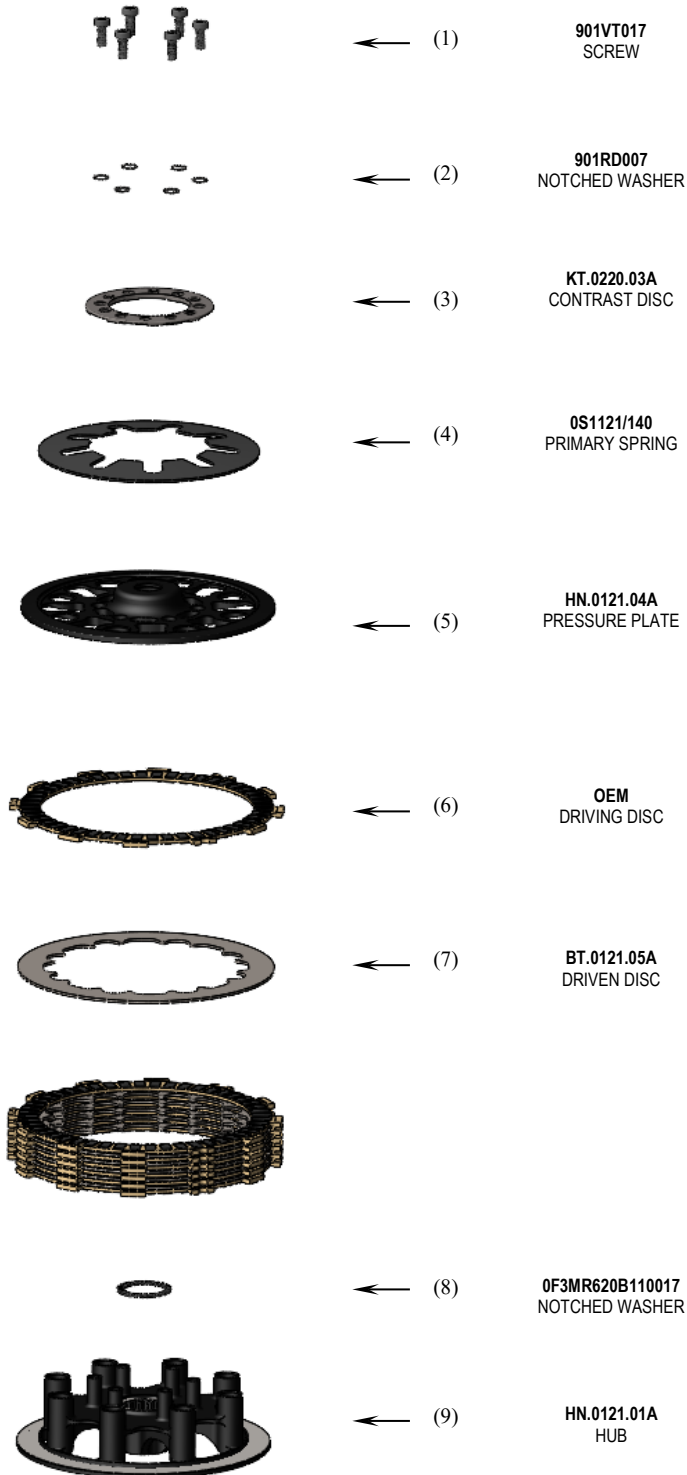 (1)
901VT017
SCREW
(2)
901RD007
NOTCHED WASHER
(3)
KT.0220.03A
CONTRAST DISC
(4)
0S1121/140
PRIMARY SPRING
(5)
HN.0121.04A
PRESSURE PLATE
(6)
OEM
DRIVING DISC
(7)
BT.0121.05A
DRIVEN DISC
(8)
0F3MR620B110017
NOTCHED WASHER
(9)
HN.0121.01A
HUB